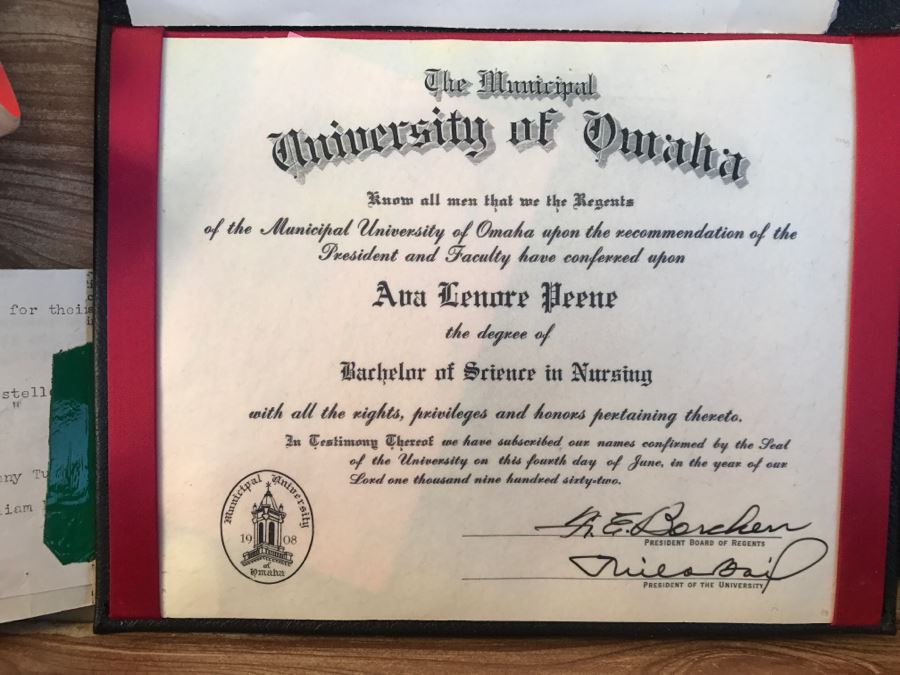 The Municipal
University of Omaha
Know all men that we the Regents
of the Municipal University of Omaha upon the recommendation of the
President and Faculty have conferred upon
Ava Lenore Peene
the degree of
Bachelor of Science in Nursing
with all the rights, privileges and honors pertaining thereto.
In Testimony Thereof we have subscribed our names confirmed by the Seal
of the University on this fourth day of June, in the year of our
Lord one thousand nine hundred sixty-two.
Municipal University
1908
of
Omaha
PRESIDENT BOARD OF REGENTS
Milo Bail
PRESIDENT OF THE UNIVERSITY
for their